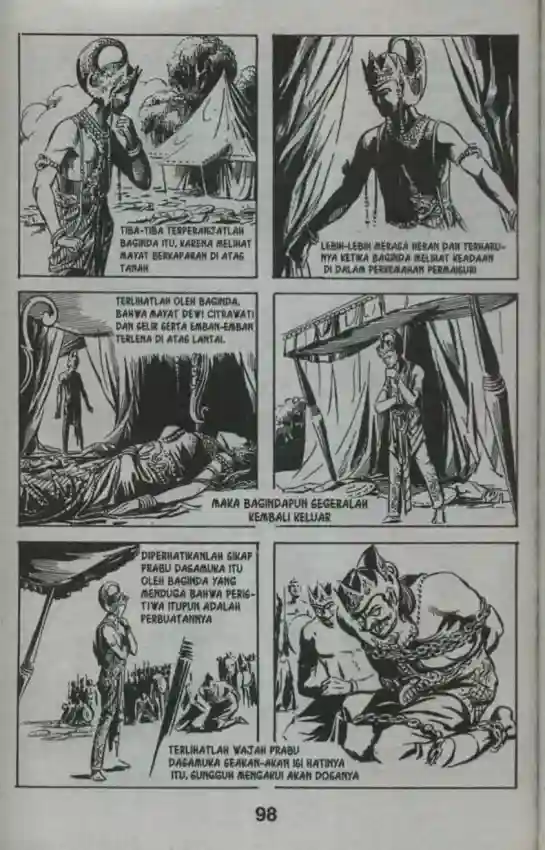 TIBA-TIBA TERPERANJATLAH
BAGINDA ITU, KARENA MELIHAT
MAYAT BERKAPARAN DI ATAS
TANAH
LEBIH-LEBIH MERASA HERAN DAN TERHARU-
NYA KETIKA BAGINDA MELIHAT KEADAAN
DI DALAM PERKEMAHAN PERMAISURI
TERLIHATLAH OLEH BAGINDA,
BAHWA MAYAT DEWI CITRAWATI
DAN SELIR SERTA EMBAN-EMBAN
TERLENA DI ATAS LANTAI.
MAKA BAGINDAPUN SEGERALAH
KEMBALI KELUAR
DIPERHATIKANLAH SIKAP
PRABU DASAMUKA ITU
OLEH BAGINDA YANG
MENDUGA BAHWA PERIS-
TIWA ITUPUN ADALAH
PERBUATANNYA
TERLIHATLAH WAJAH PRABU
DASAMUKA SEAKAN-AKAN ISI HATINYA
ITU, SUNGGUH MENGAKUI AKAN DOSANYA
98